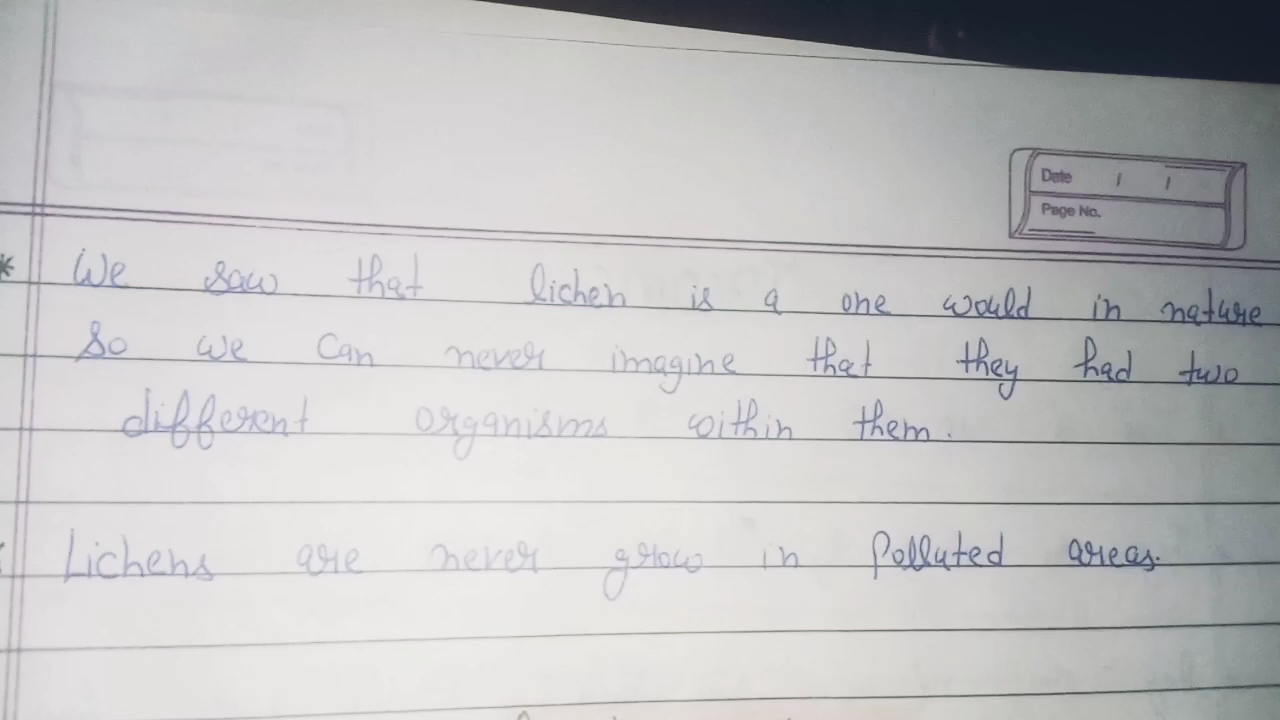 Date / /
Page No.
* We saw that lichen is a one would in nature
So we can never imagine that they had two
different organisms within them.
Lichens are never grow in Polluted areas.